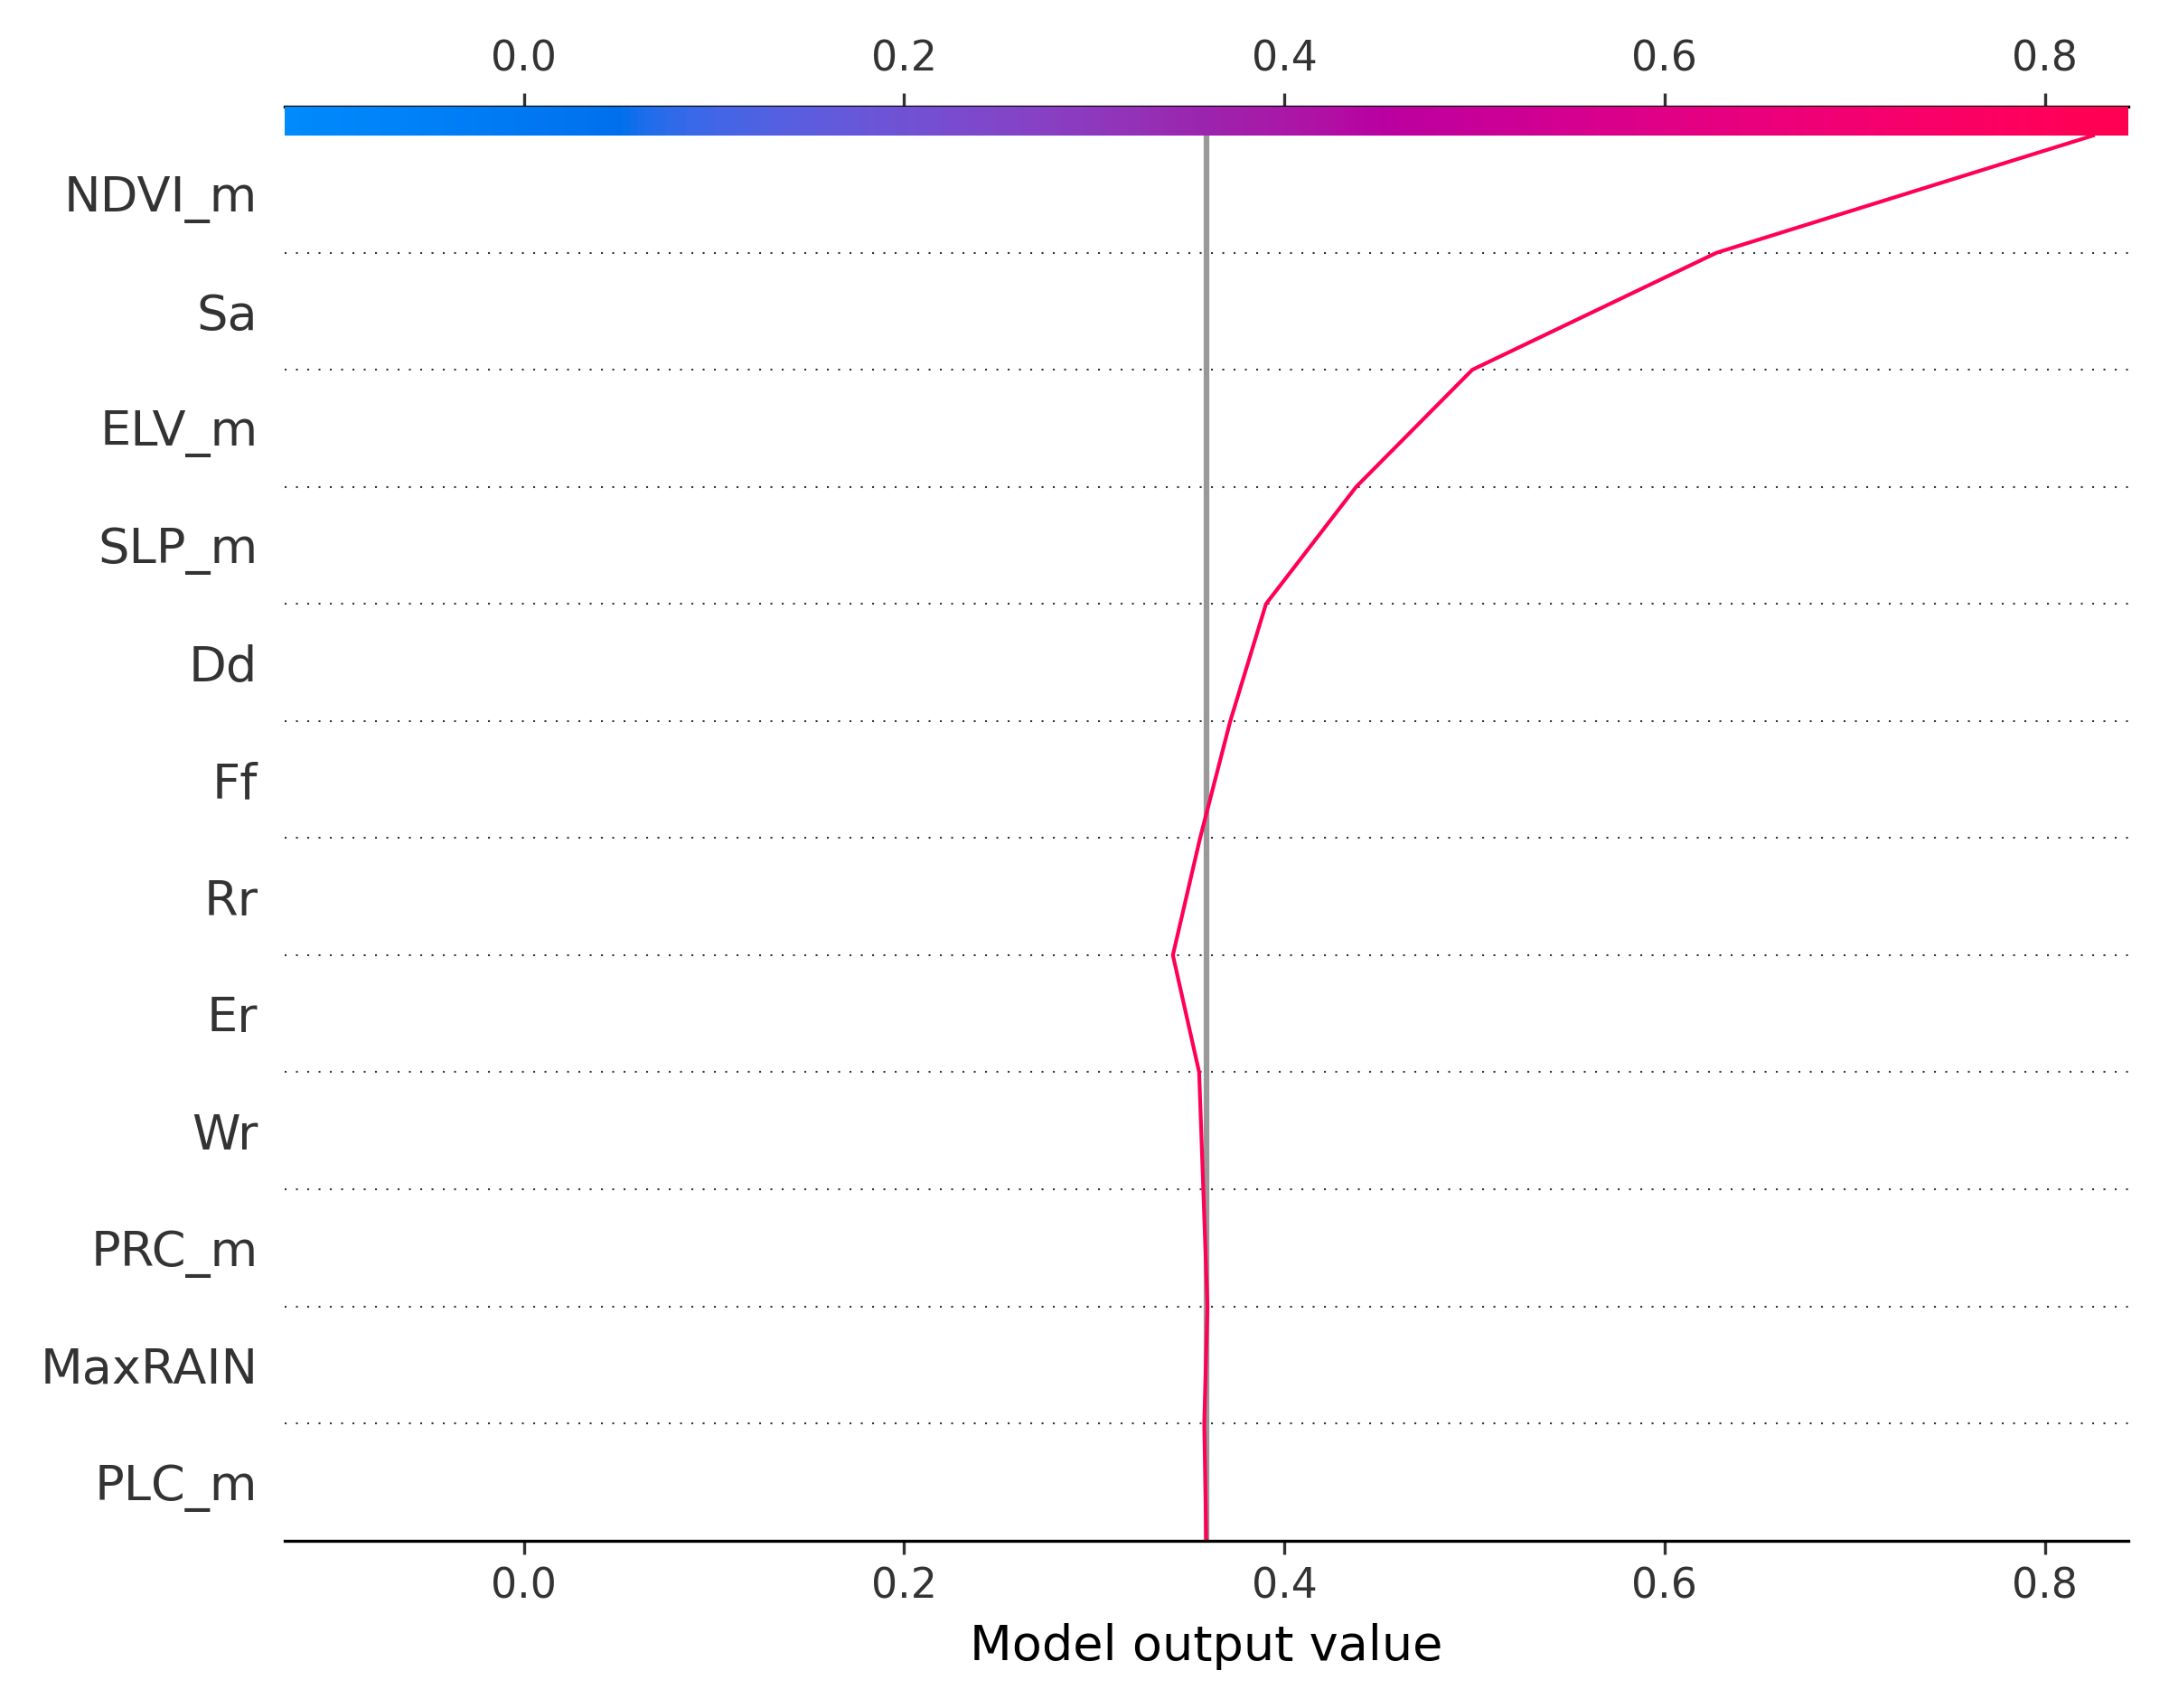 0.0 0.2 0.4 0.6 0.8
NDVI_m
Sa
ELV_m
SLP_m
Dd
Ff
Rr
Er
Wr
PRC_m
MaxRAIN
PLC_m
0.0 0.2 0.4 0.6 0.8
Model output value